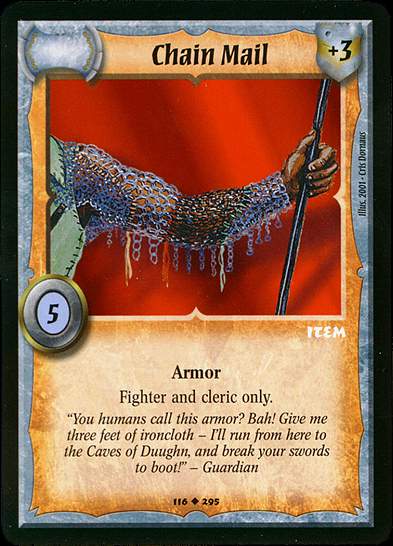 Chain Mail
+3
Illus. 2001 • Cris Dornaus
5
ITEM
Armor
Fighter and cleric only.
“You humans call this armor? Bah! Give me
three feet of ironcloth – I'll run from here to
the Caves of Duughn, and break your swords
to boot!” – Guardian
116 ◆ 295